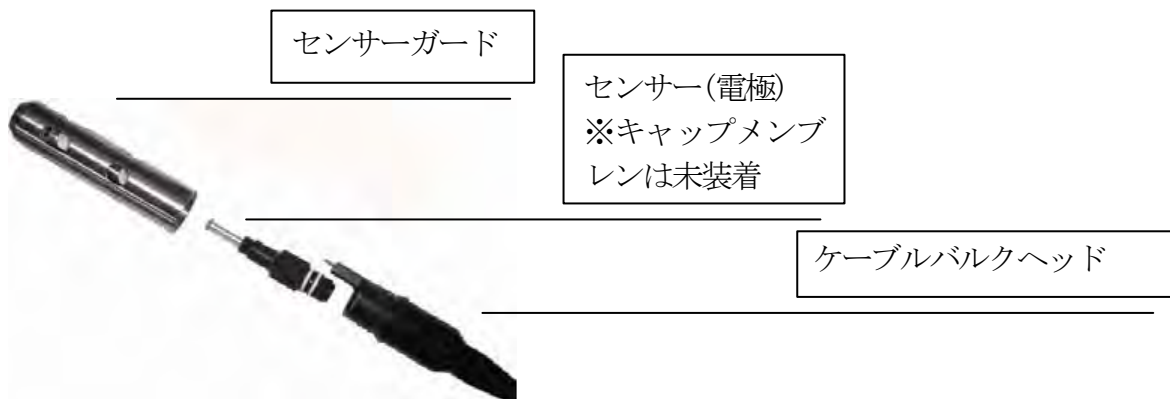 センサーガード
センサー(電極)
※キャップメンブ
レンは未装着
ケーブルバルクヘッド